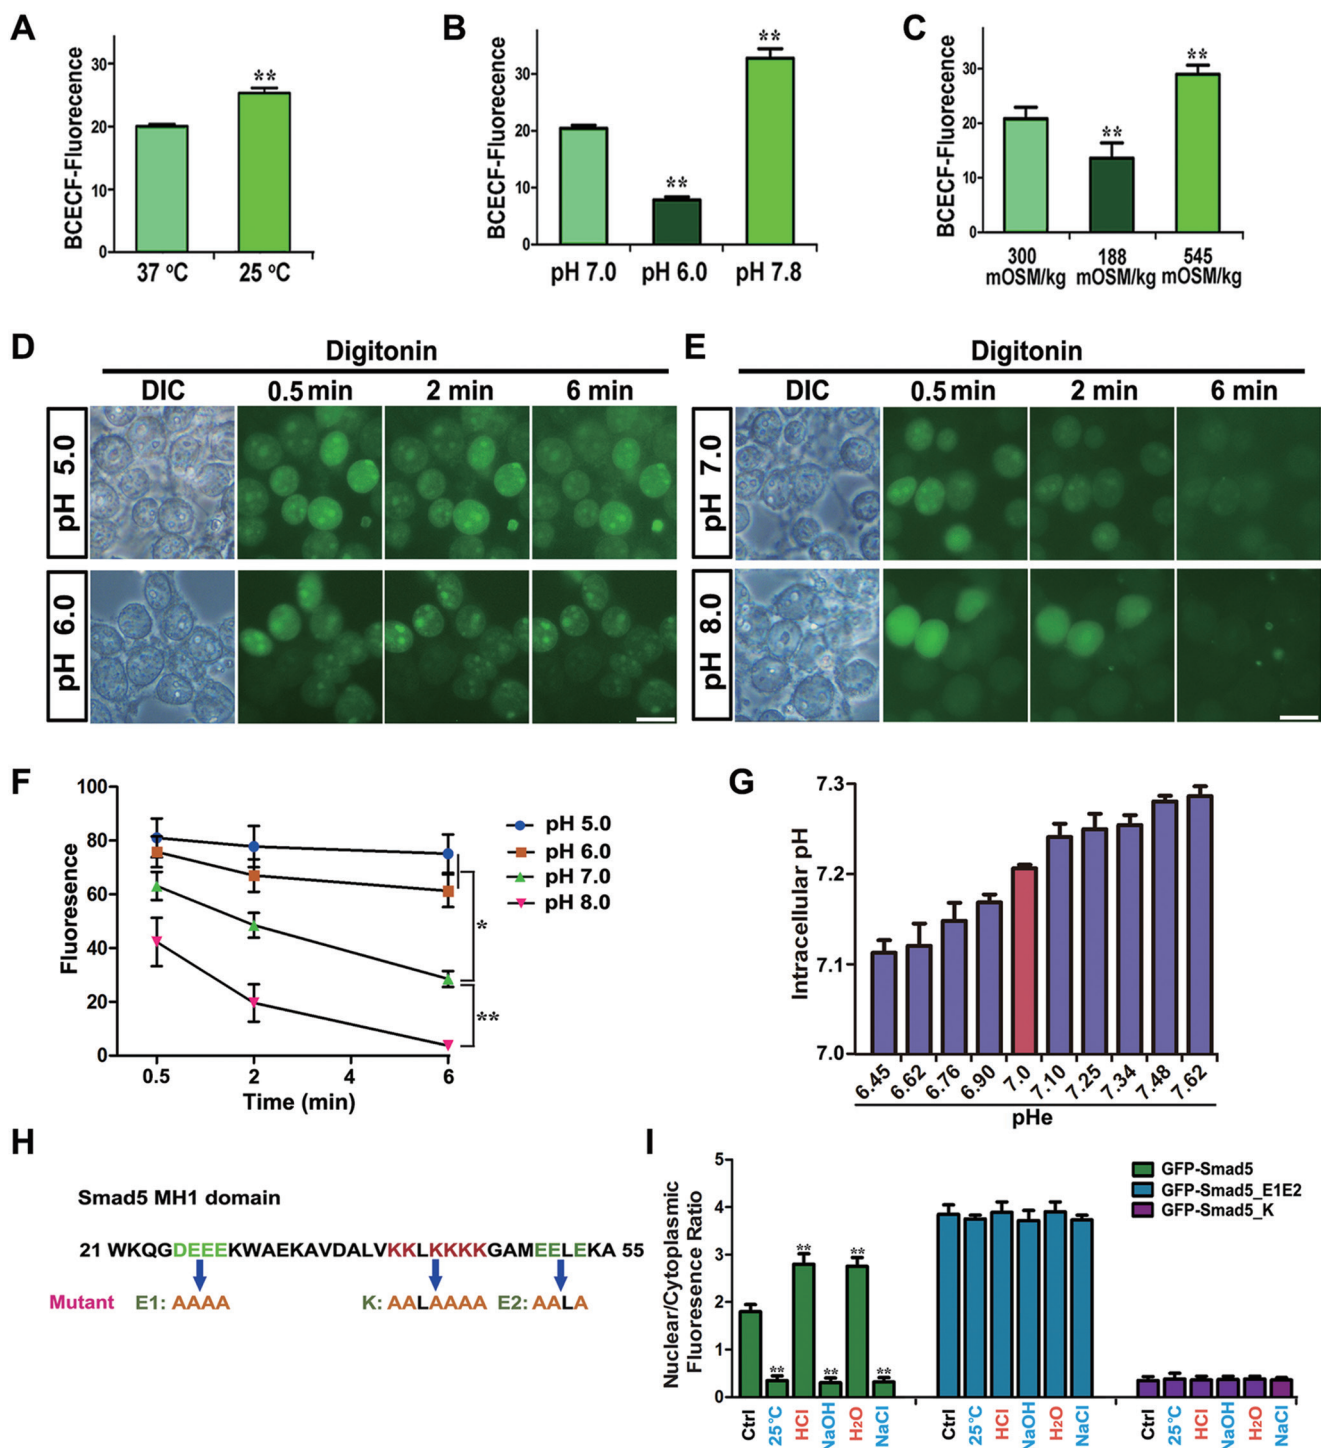 A
BCECF-Fluorecence
30
20
10
0
**
37 ºC
25 ºC
B
BCECF-Fluorecence
30
20
10
0
**
**
pH 7.0
pH 6.0
pH 7.8
C
BCECF-Fluorescence
30
20
10
0
**
**
300 mOSM/kg
188 mOSM/kg
545 mOSM/kg
D
Digitonin
DIC 0.5 min 2 min 6 min
pH 5.0
pH 6.0
E
Digitonin
DIC 0.5 min 2 min 6 min
pH 7.0
pH 8.0
F
Fluoresence
100
80
60
40
20
0
0.5 2 4 6
Time (min)
pH 5.0
pH 6.0
pH 7.0
pH 8.0
*
**
G
Intracellular pH
7.3
7.2
7.1
7.0
6.45 6.62 6.76 6.90 7.0 7.10 7.25 7.34 7.48 7.62
pHe
H
Smad5 MH1 domain
21 WKQGDEEEKWAEKAVDALVKKLKKKKGAMEELEKA 55
Mutant E1: AAAA K: AALAAAA E2: AALA
I
Nuclear/Cytoplasmic
Fluoresence Ratio
5
4
3
2
1
0
** ** ** ** **
GFP-Smad5
GFP-Smad5_E1E2
GFP-Smad5_K
Ctrl 25℃ HCl NaOH H₂O NaCl
Ctrl 25℃ HCl NaOH H₂O NaCl
Ctrl 25℃ HCl NaOH H₂O NaCl